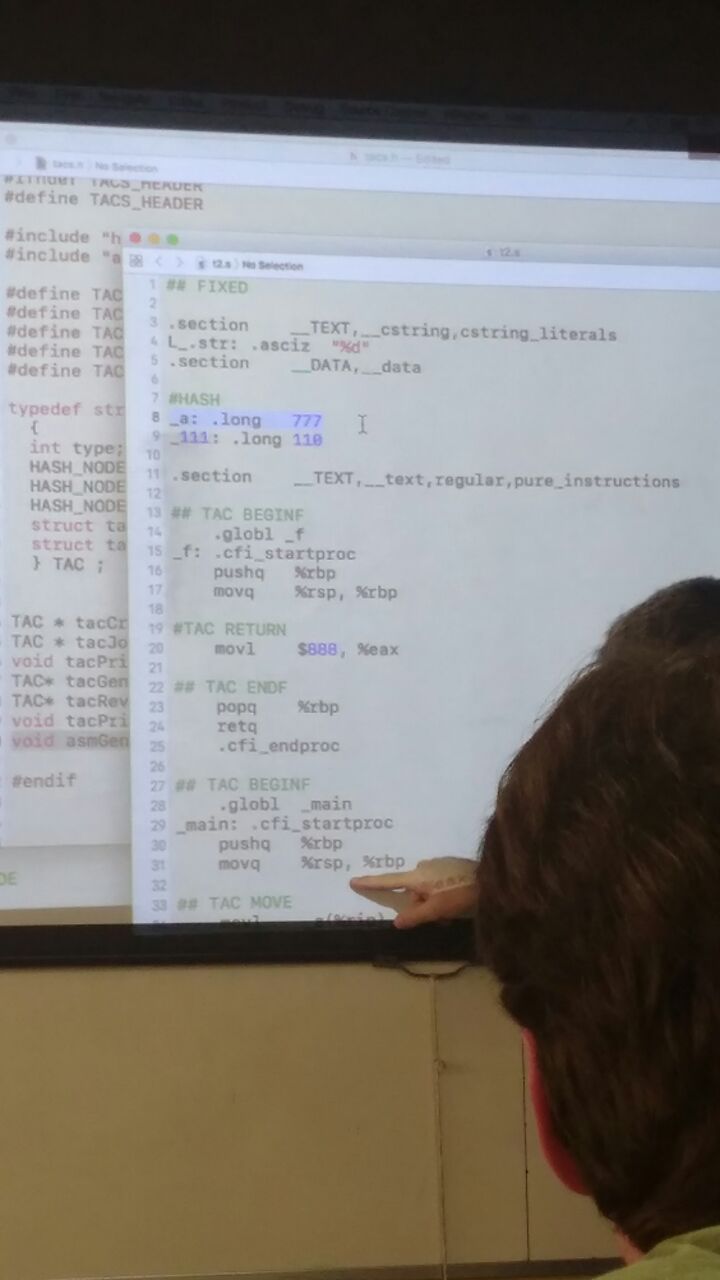 tacs.h No Selection
tacs.h — Edited
#ifndef TACS_HEADER
#define TACS_HEADER
#include "h
#include "a
#define TAC
#define TAC
#define TAC
#define TAC
#define TAC
typedef str
{
int type;
HASH_NODE
HASH_NODE
HASH_NODE
struct ta
struct ta
} TAC ;
TAC * tacCr
TAC * tacJo
void tacPri
TAC* tacGen
TAC* tacRev
void tacPri
void asmGen
#endif
DE
t2.s
t2.s No Selection
1 ## FIXED
2
3 .section __TEXT,__cstring,cstring_literals
4 L_.str: .asciz "%d"
5 .section __DATA,__data
6
7 #HASH
8 _a: .long 777
9 _111: .long 110
10
11 .section __TEXT,__text,regular,pure_instructions
12
13 ## TAC BEGINF
14 .globl _f
15 _f: .cfi_startproc
16 pushq %rbp
17 movq %rsp, %rbp
18
19 #TAC RETURN
20 movl $888, %eax
21
22 ## TAC ENDF
23 popq %rbp
24 retq
25 .cfi_endproc
26
27 ## TAC BEGINF
28 .globl _main
29 _main: .cfi_startproc
30 pushq %rbp
31 movq %rsp, %rbp
32
33 ## TAC MOVE
movl